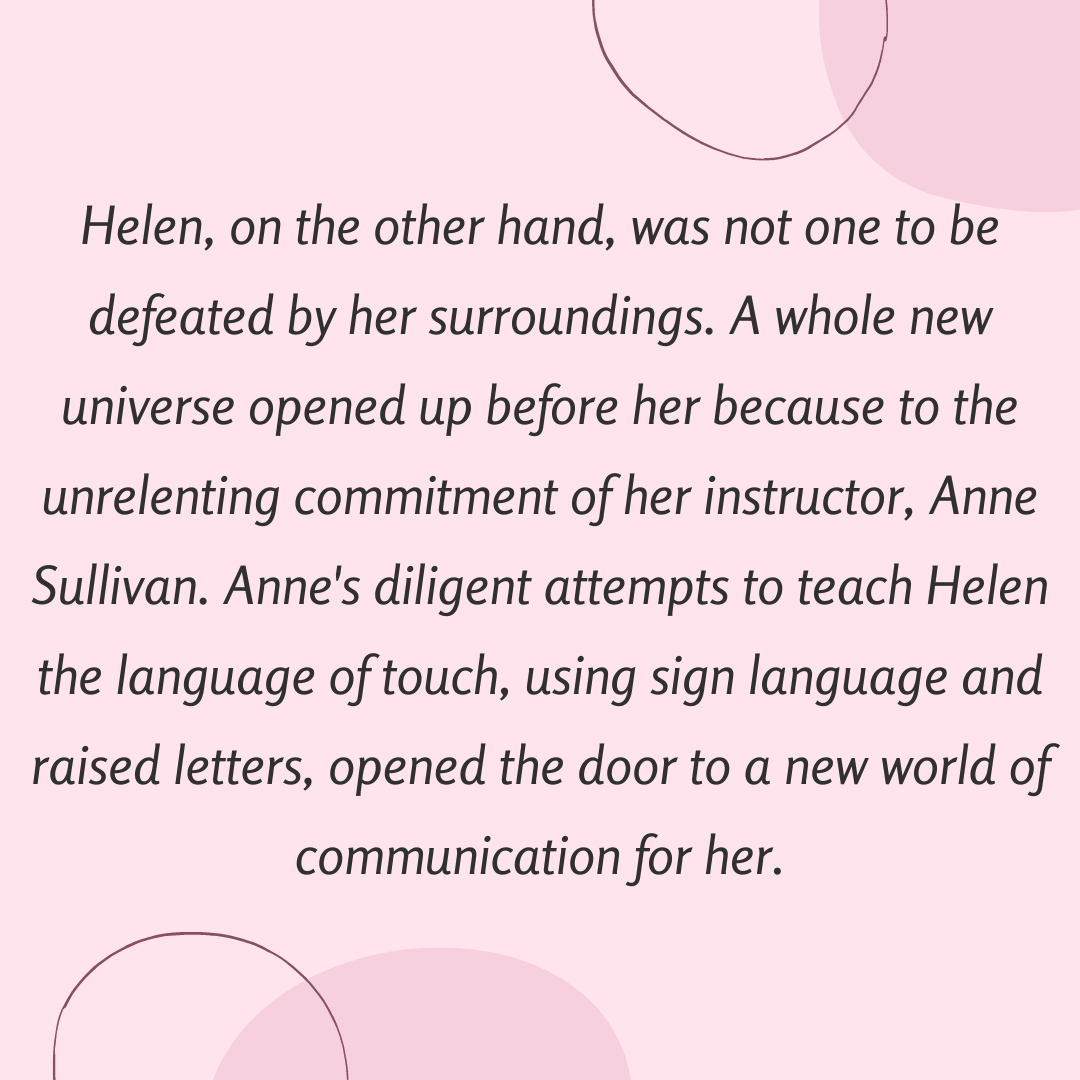 Helen, on the other hand, was not one to be
defeated by her surroundings. A whole new
universe opened up before her because to the
unrelenting commitment of her instructor, Anne
Sullivan. Anne's diligent attempts to teach Helen
the language of touch, using sign language and
raised letters, opened the door to a new world of
communication for her.